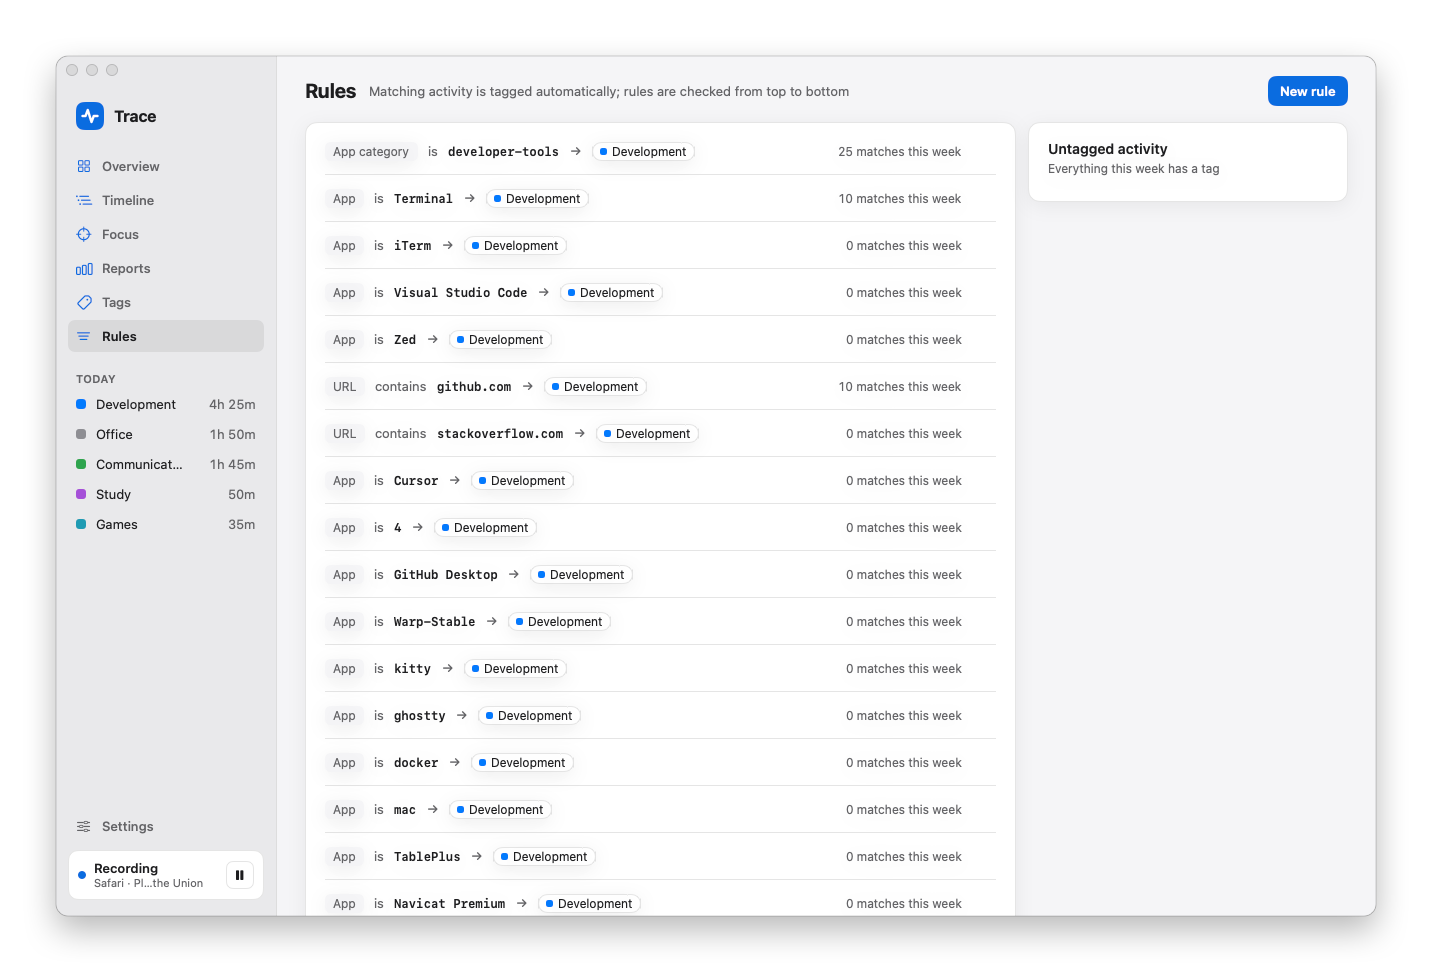 Trace
Overview
Timeline
Focus
Reports
Tags
Rules
TODAY
Development 4h 25m
Office 1h 50m
Communicat... 1h 45m
Study 50m
Games 35m
Settings
Recording
Safari · Pl...the Union
Rules Matching activity is tagged automatically; rules are checked from top to bottom
New rule
App category is developer-tools → Development 25 matches this week
App is Terminal → Development 10 matches this week
App is iTerm → Development 0 matches this week
App is Visual Studio Code → Development 0 matches this week
App is Zed → Development 0 matches this week
URL contains github.com → Development 10 matches this week
URL contains stackoverflow.com → Development 0 matches this week
App is Cursor → Development 0 matches this week
App is 4 → Development 0 matches this week
App is GitHub Desktop → Development 0 matches this week
App is Warp-Stable → Development 0 matches this week
App is kitty → Development 0 matches this week
App is ghostty → Development 0 matches this week
App is docker → Development 0 matches this week
App is mac → Development 0 matches this week
App is TablePlus → Development 0 matches this week
App is Navicat Premium → Development 0 matches this week
Untagged activity
Everything this week has a tag